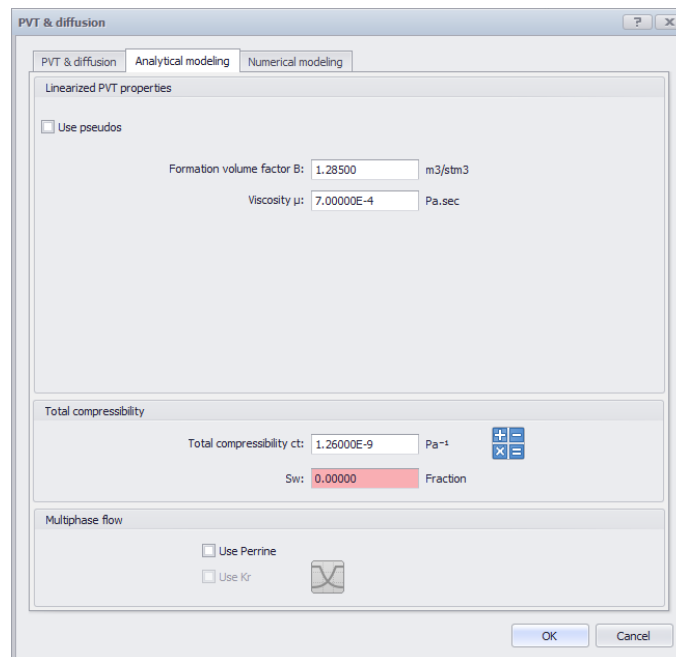 PVT & diffusion
? X
PVT & diffusion Analytical modeling Numerical modeling
Linearized PVT properties
Use pseudos
Formation volume factor B: 1.28500 m3/stm3
Viscosity μ: 7.00000E-4 Pa.sec
Total compressibility
Total compressibility ct: 1.26000E-9 Pa⁻¹
Sw: 0.00000 Fraction
Multiphase flow
Use Perrine
Use Kr
OK Cancel